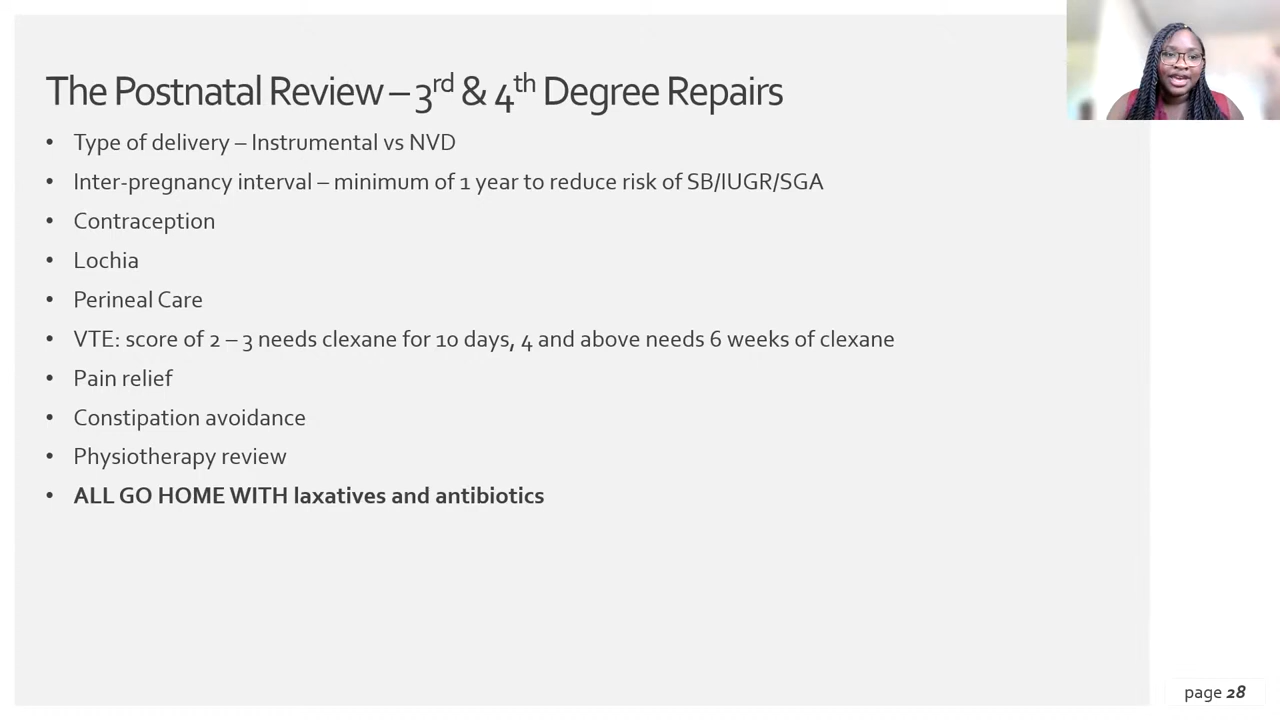 The Postnatal Review – 3rd & 4th Degree Repairs
• Type of delivery – Instrumental vs NVD
• Inter-pregnancy interval – minimum of 1 year to reduce risk of SB/IUGR/SGA
• Contraception
• Lochia
• Perineal Care
• VTE: score of 2 – 3 needs clexane for 10 days, 4 and above needs 6 weeks of clexane
• Pain relief
• Constipation avoidance
• Physiotherapy review
• ALL GO HOME WITH laxatives and antibiotics
page 28